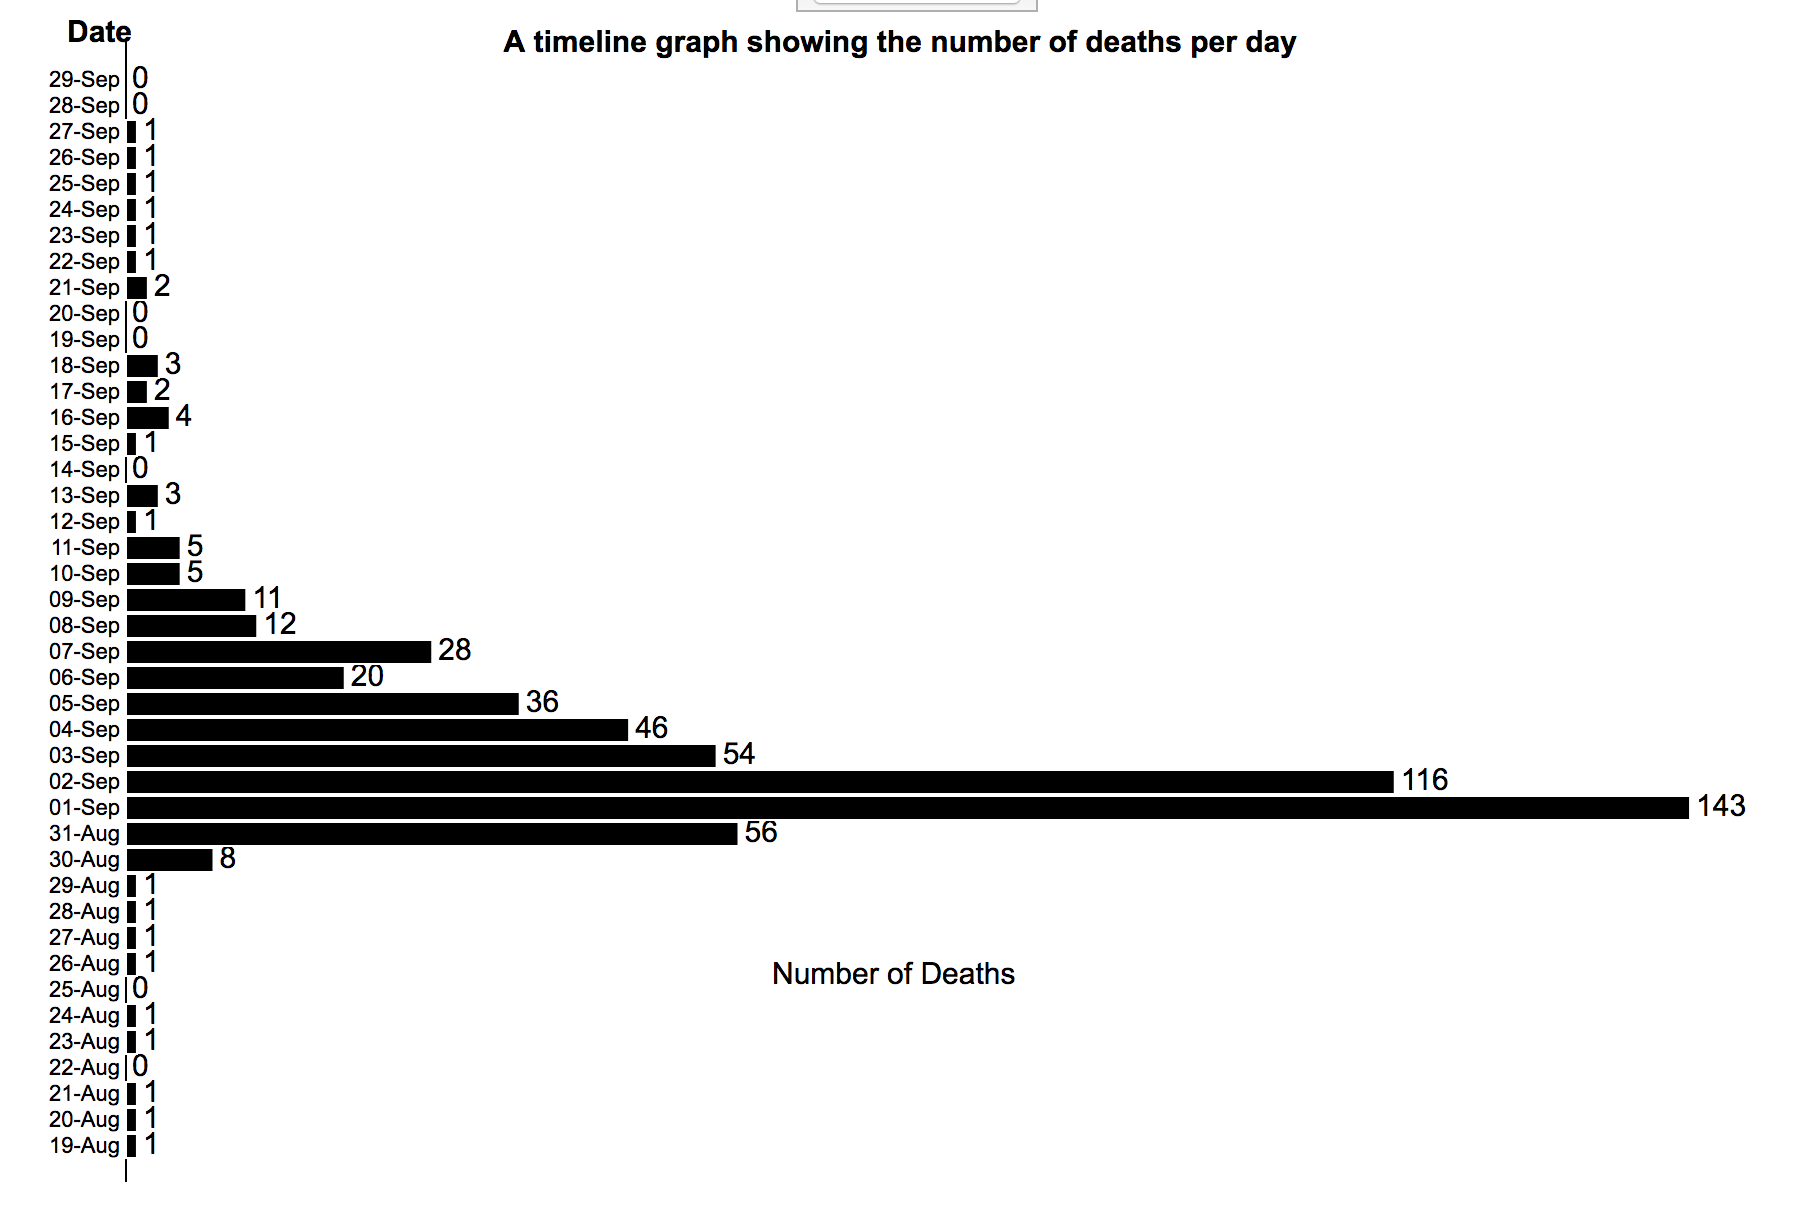 Date
A timeline graph showing the number of deaths per day
29-Sep 0
28-Sep 0
27-Sep 1
26-Sep 1
25-Sep 1
24-Sep 1
23-Sep 1
22-Sep 1
21-Sep 2
20-Sep 0
19-Sep 0
18-Sep 3
17-Sep 2
16-Sep 4
15-Sep 1
14-Sep 0
13-Sep 3
12-Sep 1
11-Sep 5
10-Sep 5
09-Sep 11
08-Sep 12
07-Sep 28
06-Sep 20
05-Sep 36
04-Sep 46
03-Sep 54
02-Sep 116
01-Sep 143
31-Aug 56
30-Aug 8
29-Aug 1
28-Aug 1
27-Aug 1
26-Aug 1
25-Aug 0
24-Aug 1
23-Aug 1
22-Aug 0
21-Aug 1
20-Aug 1
19-Aug 1
Number of Deaths